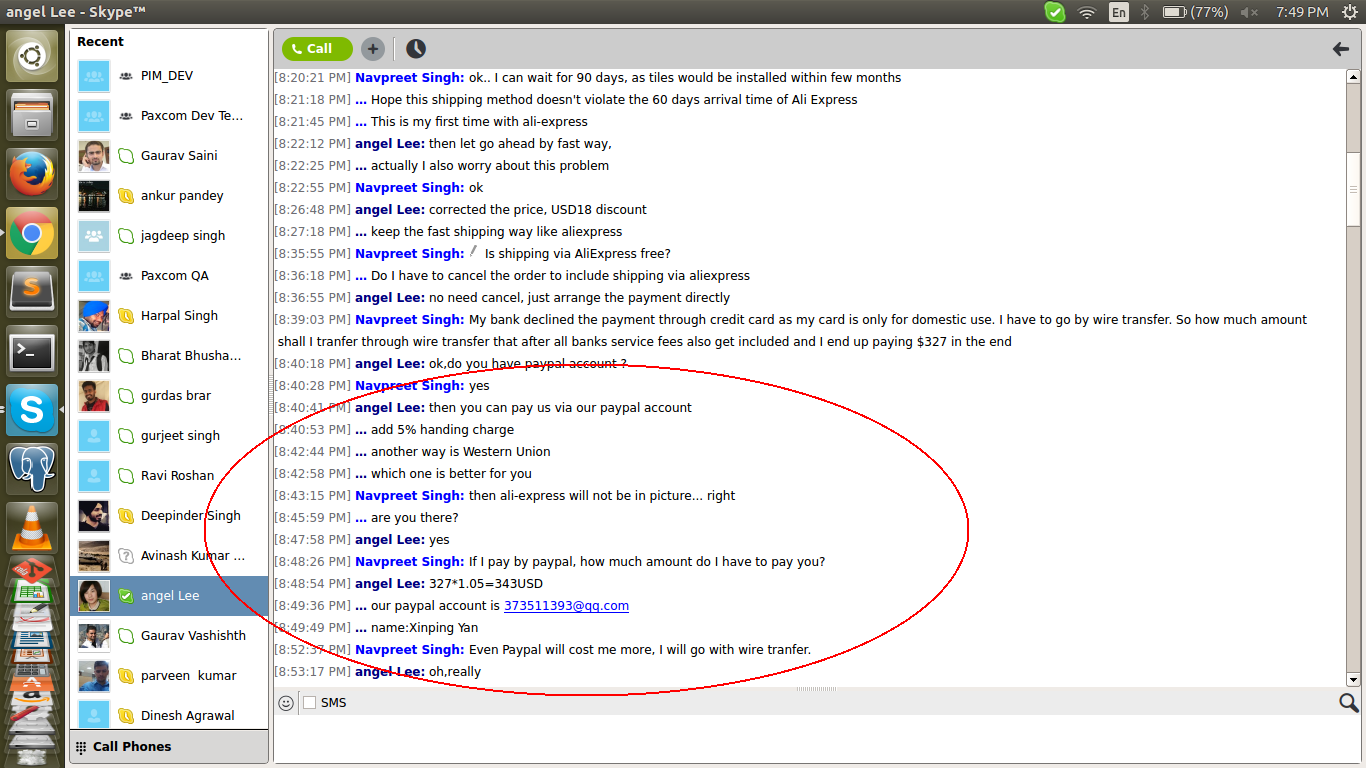 angel Lee - Skype™
En
(77%)
7:49 PM
Recent
PIM_DEV
Paxcom Dev Te...
Gaurav Saini
ankur pandey
jagdeep singh
Paxcom QA
Harpal Singh
Bharat Bhusha...
gurdas brar
gurjeet singh
Ravi Roshan
Deepinder Singh
Avinash Kumar ...
angel Lee
Gaurav Vashishth
parveen kumar
Dinesh Agrawal
Call Phones
Call
[8:20:21 PM] Navpreet Singh: ok.. I can wait for 90 days, as tiles would be installed within few months
[8:21:18 PM] ... Hope this shipping method doesn't violate the 60 days arrival time of Ali Express
[8:21:45 PM] ... This is my first time with ali-express
[8:22:12 PM] angel Lee: then let go ahead by fast way,
[8:22:25 PM] ... actually I also worry about this problem
[8:22:55 PM] Navpreet Singh: ok
[8:26:48 PM] angel Lee: corrected the price, USD18 discount
[8:27:18 PM] ... keep the fast shipping way like aliexpress
[8:35:55 PM] Navpreet Singh: Is shipping via AliExpress free?
[8:36:18 PM] ... Do I have to cancel the order to include shipping via aliexpress
[8:36:55 PM] angel Lee: no need cancel, just arrange the payment directly
[8:39:03 PM] Navpreet Singh: My bank declined the payment through credit card as my card is only for domestic use. I have to go by wire transfer. So how much amount
shall I tranfer through wire transfer that after all banks service fees also get included and I end up paying $327 in the end
[8:40:18 PM] angel Lee: ok,do you have paypal account ?
[8:40:28 PM] Navpreet Singh: yes
[8:40:41 PM] angel Lee: then you can pay us via our paypal account
[8:40:53 PM] ... add 5% handing charge
[8:42:44 PM] ... another way is Western Union
[8:42:58 PM] ... which one is better for you
[8:43:15 PM] Navpreet Singh: then ali-express will not be in picture... right
[8:45:59 PM] ... are you there?
[8:47:58 PM] angel Lee: yes
[8:48:26 PM] Navpreet Singh: If I pay by paypal, how much amount do I have to pay you?
[8:48:54 PM] angel Lee: 327*1.05=343USD
[8:49:36 PM] ... our paypal account is 373511393@qq.com
[8:49:49 PM] ... name:Xinping Yan
[8:52:37 PM] Navpreet Singh: Even Paypal will cost me more, I will go with wire tranfer.
[8:53:17 PM] angel Lee: oh,really
SMS